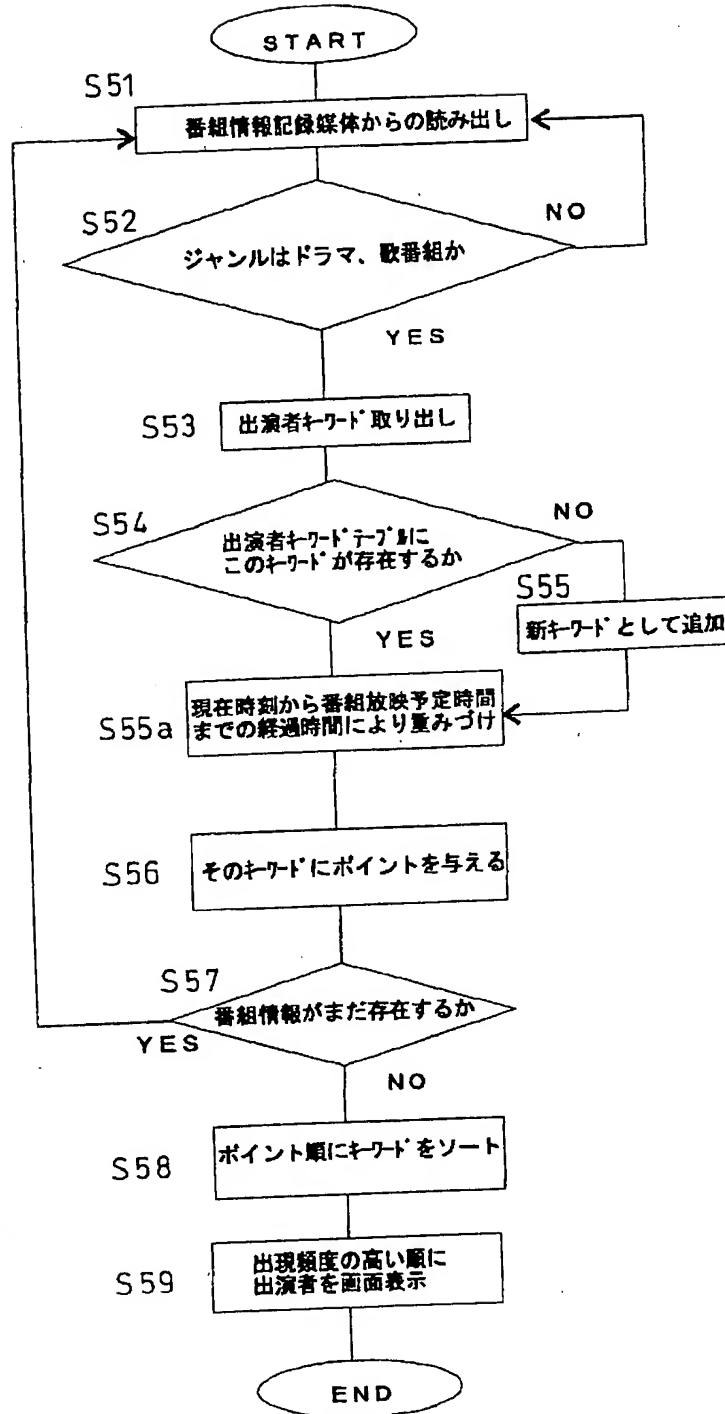 START
S51
番組情報記録媒体からの読み出し
S52
NO
ジャンルはドラマ、歌番組か
YES
S53
出演者キーワード取り出し
S54
NO
出演者キーワードテーブルに
このキーワードが存在するか
S55
YES
新キーワードとして追加
S55a
現在時刻から番組放映予定時間
までの経過時間により重みづけ
S56
そのキーワードにポイントを与える
S57
番組情報がまだ存在するか
YES
NO
S58
ポイント順にキーワードをソート
S59
出現頻度の高い順に
出演者を画面表示
END